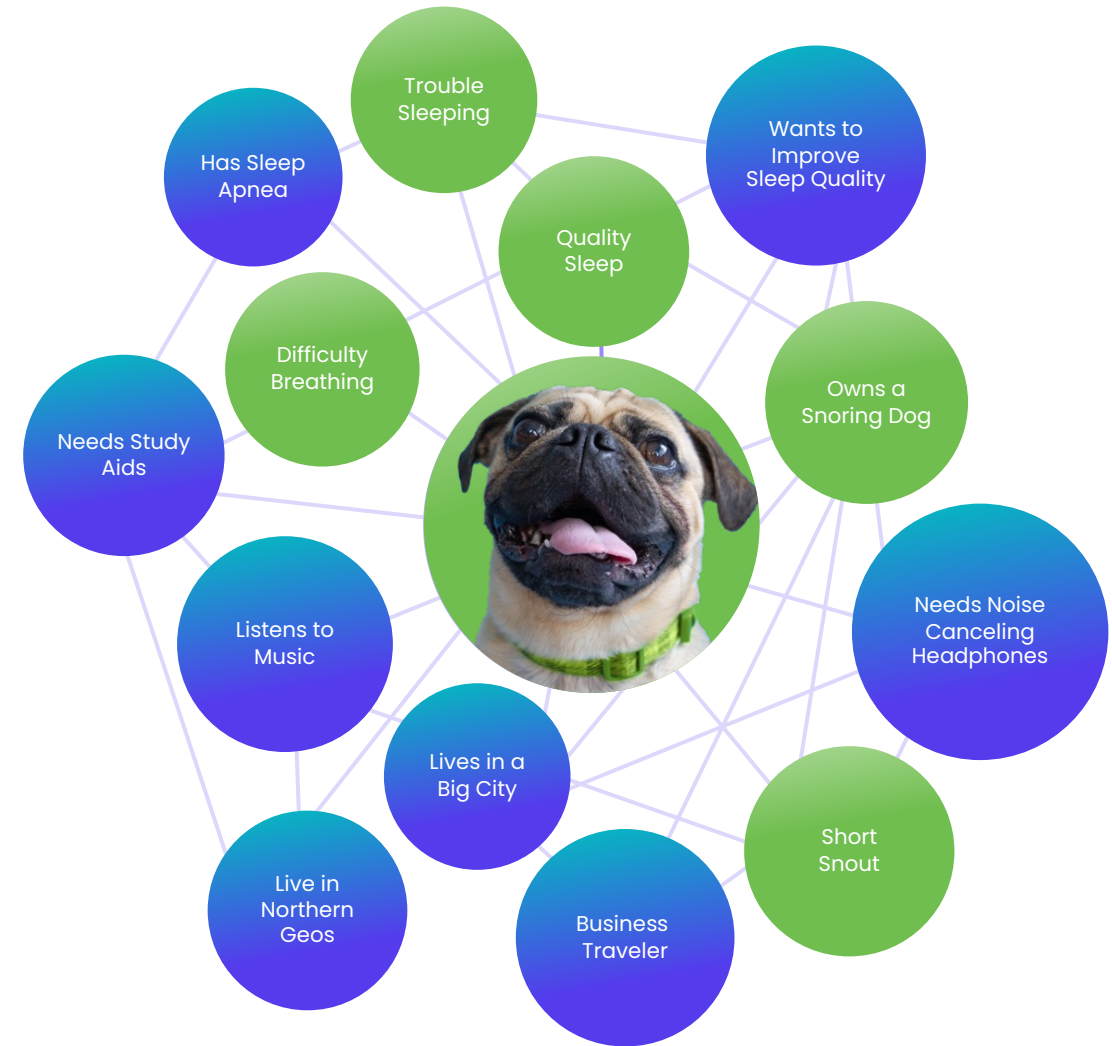 Trouble
Sleeping
Wants to
Improve
Sleep Quality
Has Sleep
Apnea
Quality
Sleep
Difficulty
Breathing
Owns a
Snoring Dog
Needs Study
Aids
Needs Noise
Canceling
Headphones
Listens to
Music
Lives in a
Big City
Short
Snout
Live in
Northern
Geos
Business
Traveler